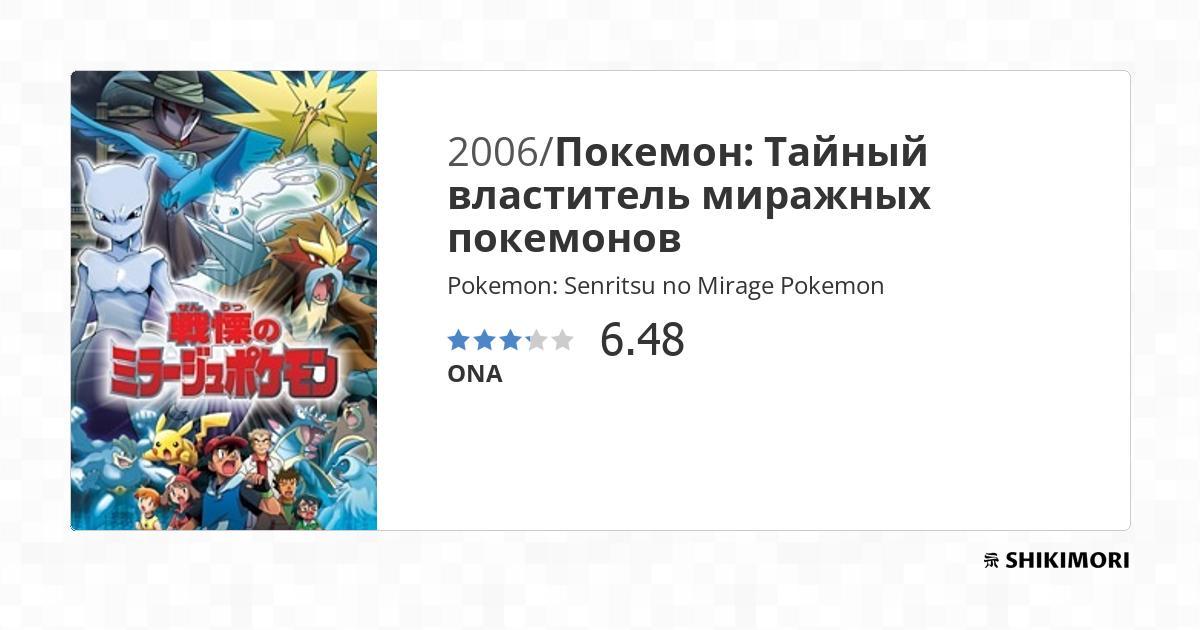 2006/Покемон: Тайный
властитель миражных
покемонов
Pokemon: Senritsu no Mirage Pokemon
6.48
ONA
せん りつ
戦慄の
ミラージュポケモン
SHIKIMORI